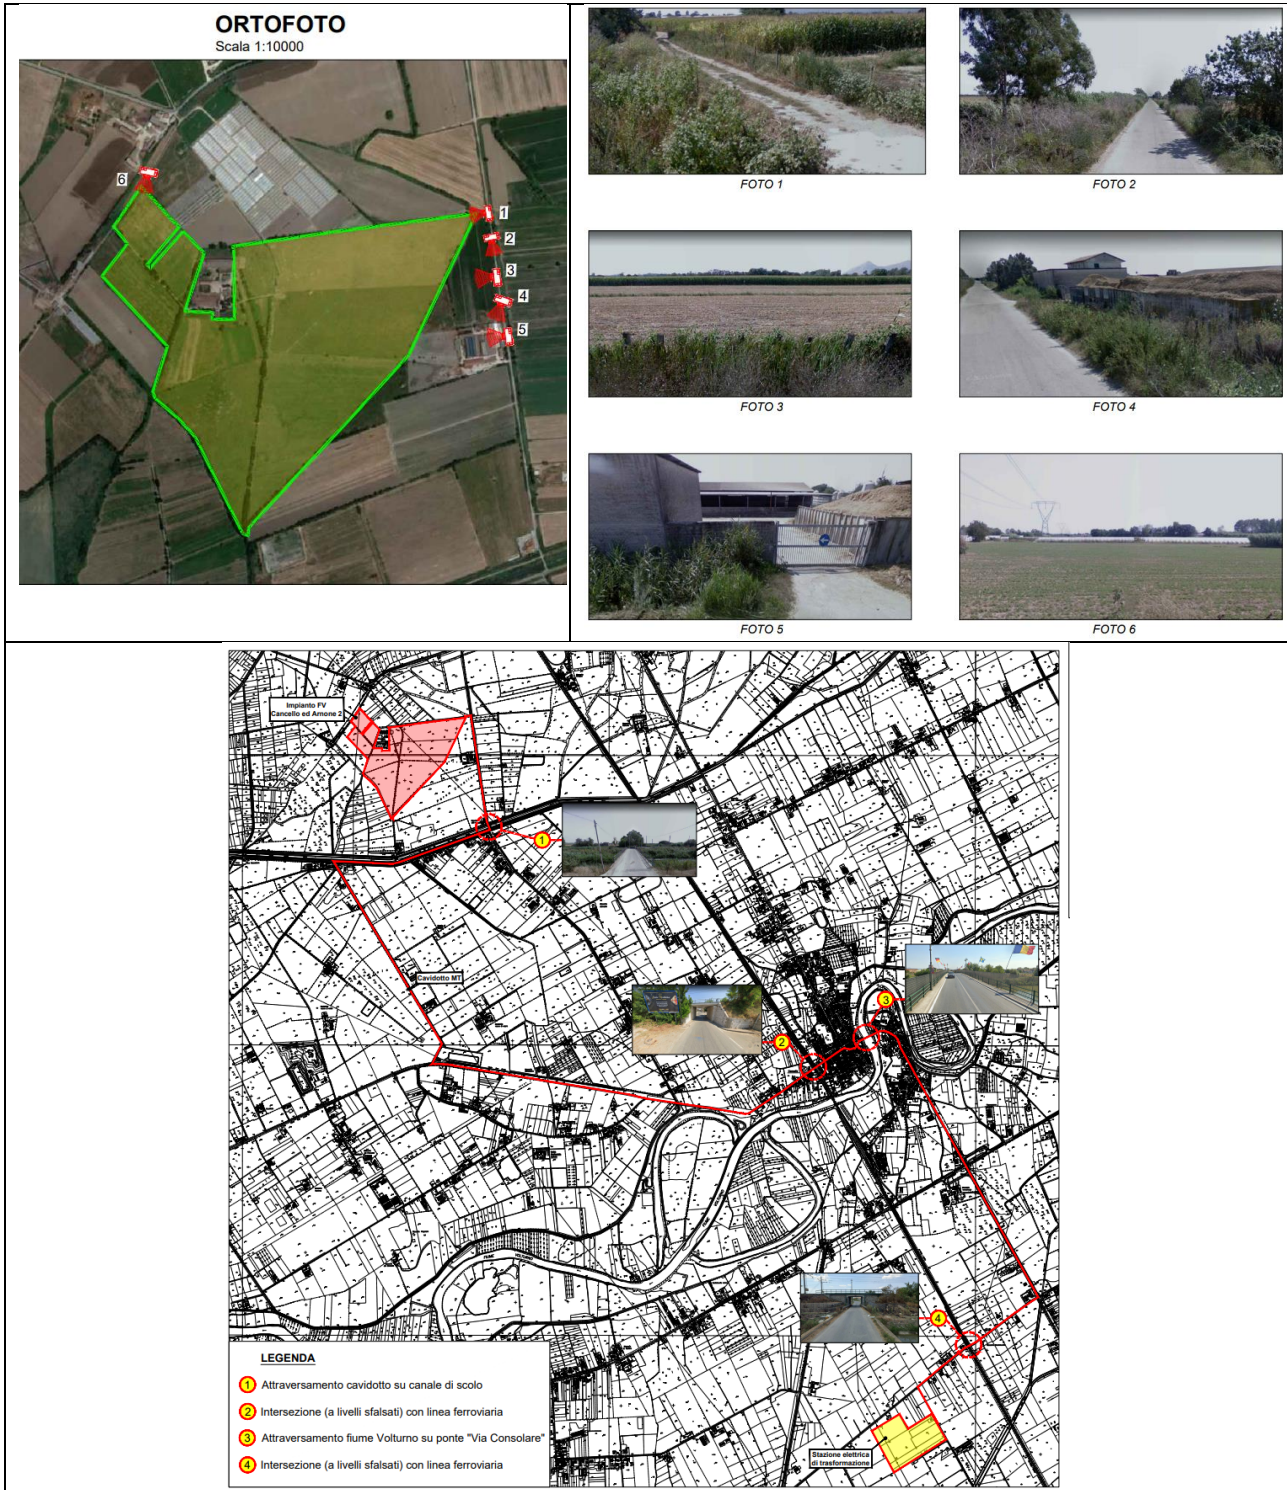 ORTOFOTO
Scala 1:10000
6
1
2
3
4
5
FOTO 1
FOTO 2
FOTO 3
FOTO 4
FOTO 5
FOTO 6
Impianto FV
Cancello ed Arnone 2
1
Cavidotto MT
2
3
4
Stazione elettrica
di trasformazione
LEGENDA
1 Attraversamento cavidotto su canale di scolo
2 Intersezione (a livelli sfalsati) con linea ferroviaria
3 Attraversamento fiume Volturno su ponte "Via Consolare"
4 Intersezione (a livelli sfalsati) con linea ferroviaria